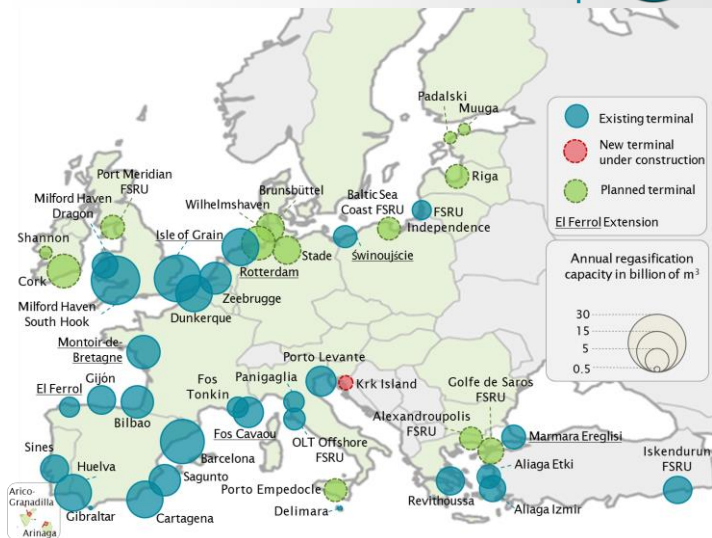 Padalski
Muuga
Existing terminal
New terminal
under construction
Planned terminal
El Ferrol Extension
Annual regasification
capacity in billion of m³
30
15
5
0.5
Port Meridian
FSRU
Milford Haven
Dragon
Shannon
Cork
Milford Haven
South Hook
Isle of Grain
Wilhelmshaven
Brunsbüttel
Baltic Sea
Coast FSRU
Riga
FSRU
Independence
Stade
Świnoujście
Rotterdam
Zeebrugge
Dunkerque
Montoir-de-
Bretagne
El Ferrol
Gijón
Bilbao
Fos
Tonkin
Fos Cavaou
Panigaglia
Porto Levante
Krk Island
OLT Offshore
FSRU
Golfe de Saros
FSRU
Alexandroupolis
FSRU
Marmara Ereglisi
Aliaga Etki
Iskendurun
FSRU
Sines
Huelva
Barcelona
Sagunto
Porto Empedocle
Revithoussa
Aliaga Izmir
Delimara
Cartagena
Gibraltar
Arico-
Granadilla
Arinaga